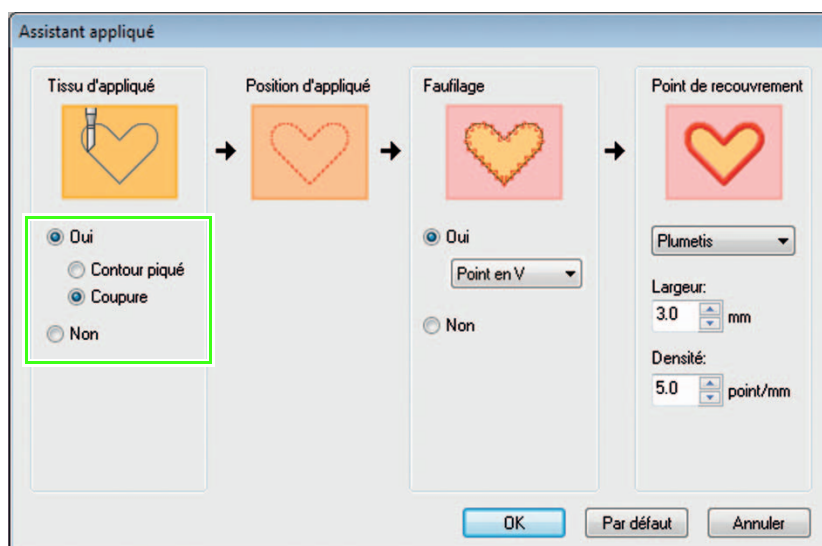 Assistant appliqué
Tissu d'appliqué
Oui
Contour piqué
Coupure
Non
Position d'appliqué
Faufilage
Oui
Point en V
Non
Point de recouvrement
Plumetis
Largeur:
3.0 mm
Densité:
5.0 point/mm
OK
Par défaut
Annuler